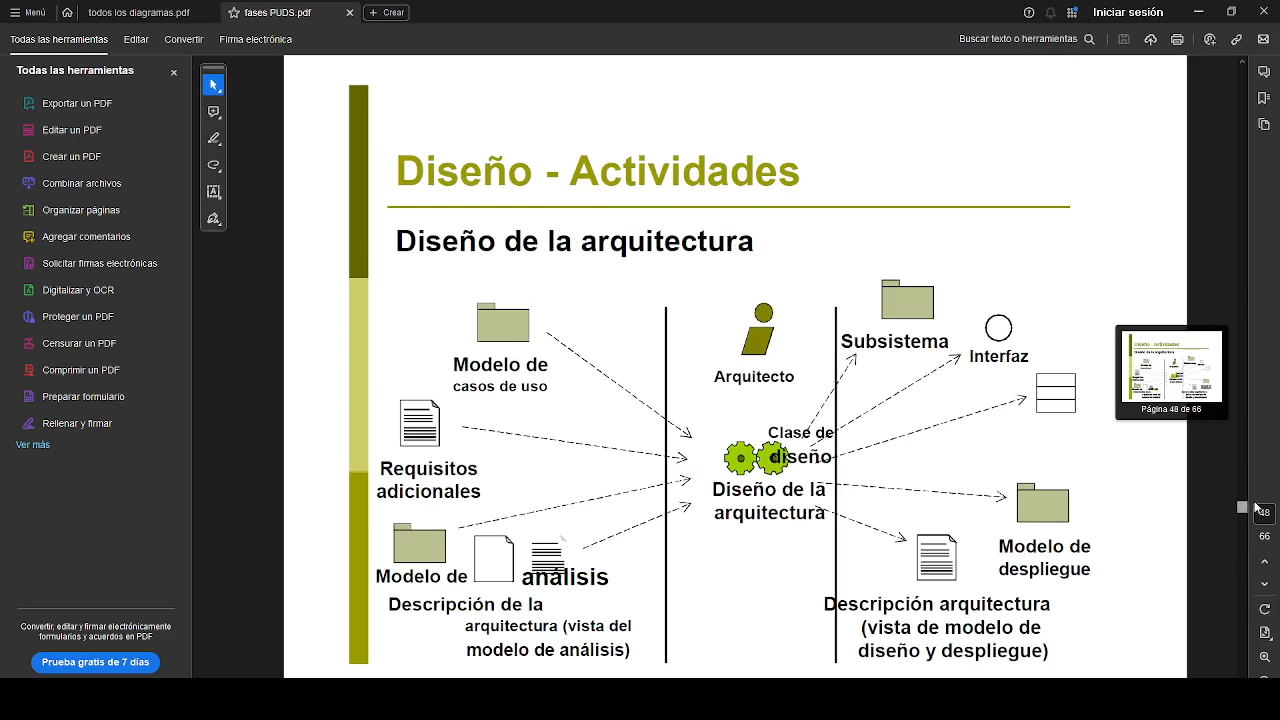 Menú
todos los diagramas.pdf
fases PUDS.pdf
Crear
Iniciar sesión
Todas las herramientas
Editar
Convertir
Firma electrónica
Buscar texto o herramientas
Todas las herramientas
Exportar un PDF
Editar un PDF
Crear un PDF
Combinar archivos
Organizar páginas
Agregar comentarios
Solicitar firmas electrónicas
Digitalizar y OCR
Proteger un PDF
Censurar un PDF
Comprimir un PDF
Preparar formulario
Rellenar y firmar
Ver más
Convertir, editar y firmar electrónicamente
formularios y acuerdos en PDF
Prueba gratis de 7 días
Diseño - Actividades
Diseño de la arquitectura
Modelo de
casos de uso
Requisitos
adicionales
Modelo de
análisis
Descripción de la
arquitectura (vista del
modelo de análisis)
Arquitecto
Clase de
diseño
Diseño de la
arquitectura
Subsistema
Interfaz
Modelo de
despliegue
Descripción arquitectura
(vista de modelo de
diseño y despliegue)
Página 48 de 66
48
66